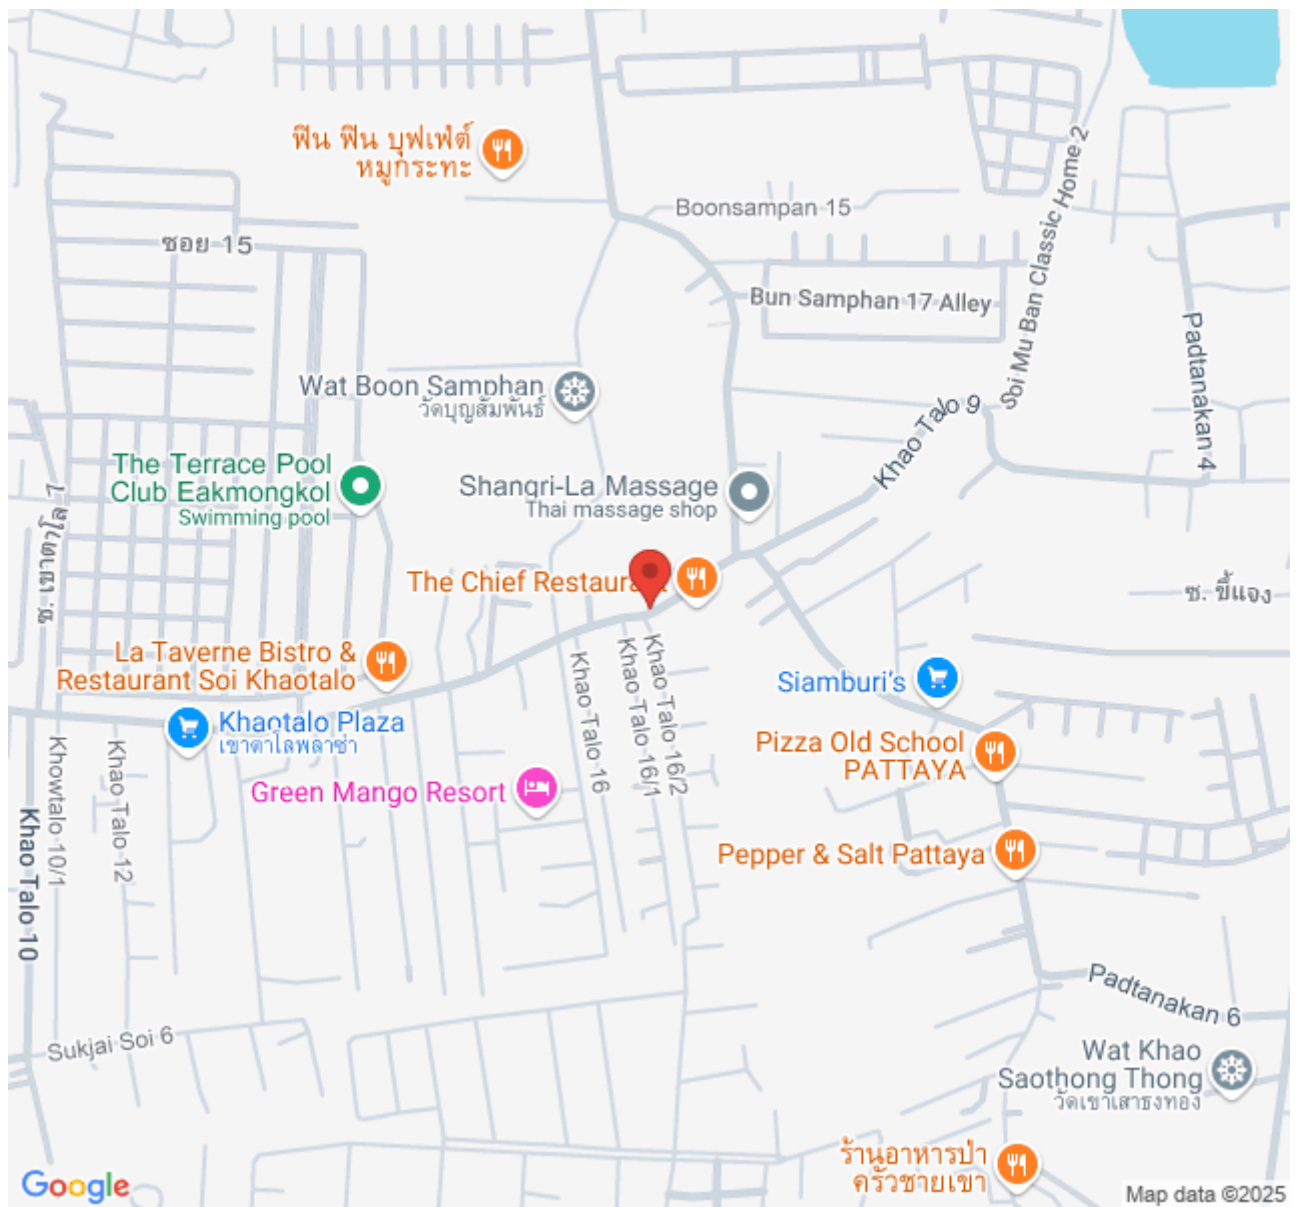 ฟิน ฟิน บุฟเฟ่ต์
หมูกระทะ
Boonsampan 15
ซอย 15
Soi Mu Ban Classic Home 2
Bun Samphan 17 Alley
Padtanakan 4
Wat Boon Samphan
วัดบุญสัมพันธ์
Khao Talo 9
The Terrace Pool
Club Eakmongkol
Swimming pool
Shangri-La Massage
Thai massage shop
The Chief Restaurant
ซ. ขี้แจง
La Taverne Bistro &
Restaurant Soi Khaotalo
Khao Talo 16
Khao Talo 16/1
Khao Talo 16/2
Siamburi's
Khaotalo Plaza
เขาตาโลพลาซ่า
Pizza Old School
PATTAYA
Khowtalo 10/1
Khao Talo 12
Green Mango Resort
Khao Talo 10
Pepper & Salt Pattaya
Padtanakan 6
Sukjai Soi 6
Wat Khao
Saothong Thong
วัดเขาเสาธงทอง
ร้านอาหารป่า
ครัวชายเขา
Google
Map data ©2025